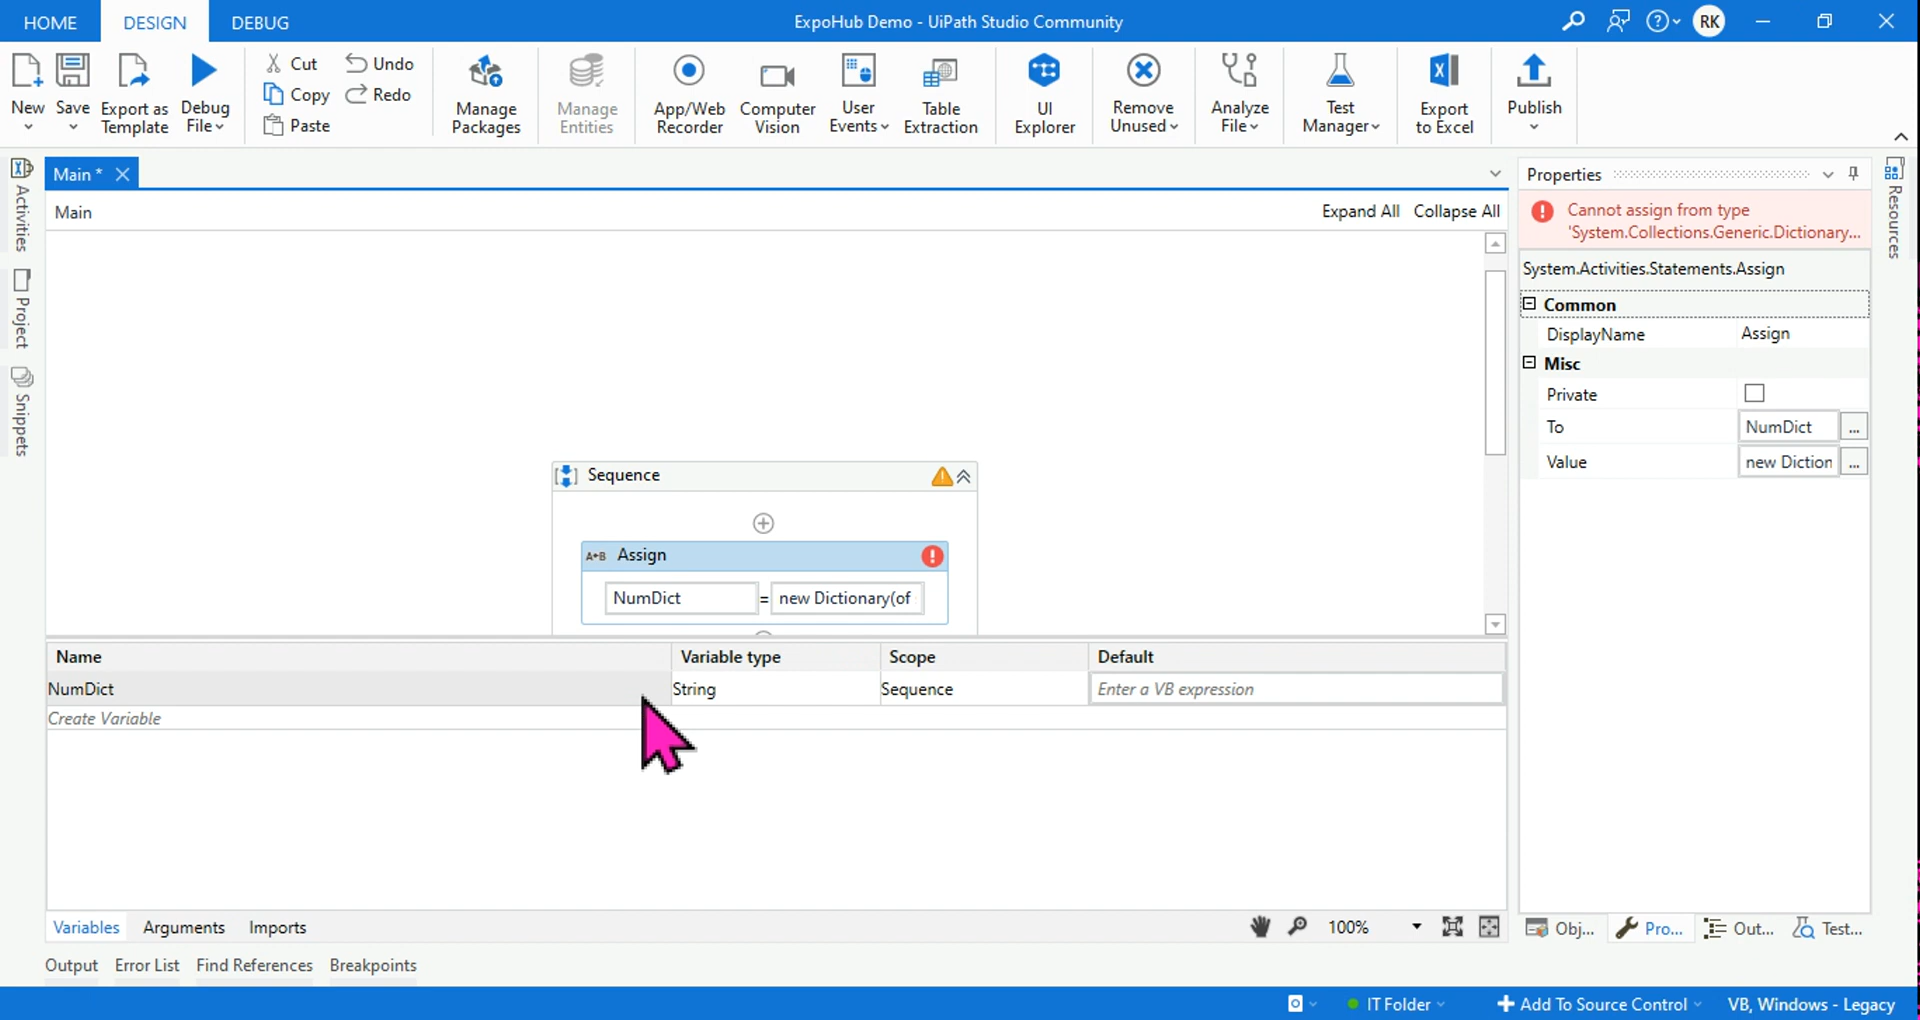 HOME DESIGN DEBUG ExpoHub Demo - UiPath Studio Community RK
New Save Export as Template Debug File Cut Copy Paste Undo Redo Manage Packages Manage Entities App/Web Recorder Computer Vision User Events Table Extraction UI Explorer Remove Unused Analyze File Test Manager Export to Excel Publish
Activities
Project
Snippets
Main *
Main Expand All Collapse All
Sequence
A+B Assign
NumDict = new Dictionary(of
Name Variable type Scope Default
NumDict String Sequence Enter a VB expression
Create Variable
Variables Arguments Imports 100%
Output Error List Find References Breakpoints
Properties
Cannot assign from type
'System.Collections.Generic.Dictionary...
System.Activities.Statements.Assign
Common
DisplayName Assign
Misc
Private
To NumDict ...
Value new Diction ...
Obj... Pro... Out... Test...
Resources
IT Folder Add To Source Control VB, Windows - Legacy